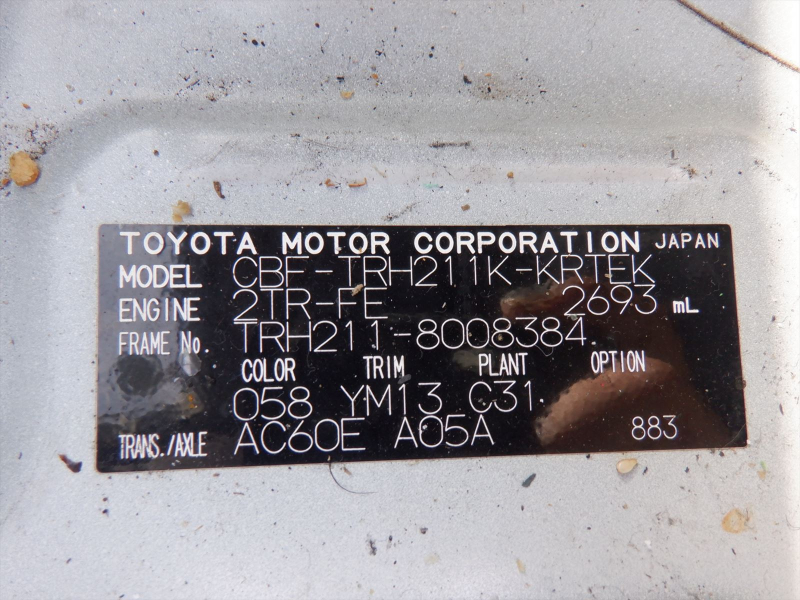 TOYOTA MOTOR CORPORATION JAPAN
MODEL CBF-TRH211K-KRTEK
ENGINE 2TR-FE 2693 mL
FRAME No. TRH211-8008384
COLOR TRIM PLANT OPTION
058 YM13 C31
TRANS./AXLE AC60E A05A 883